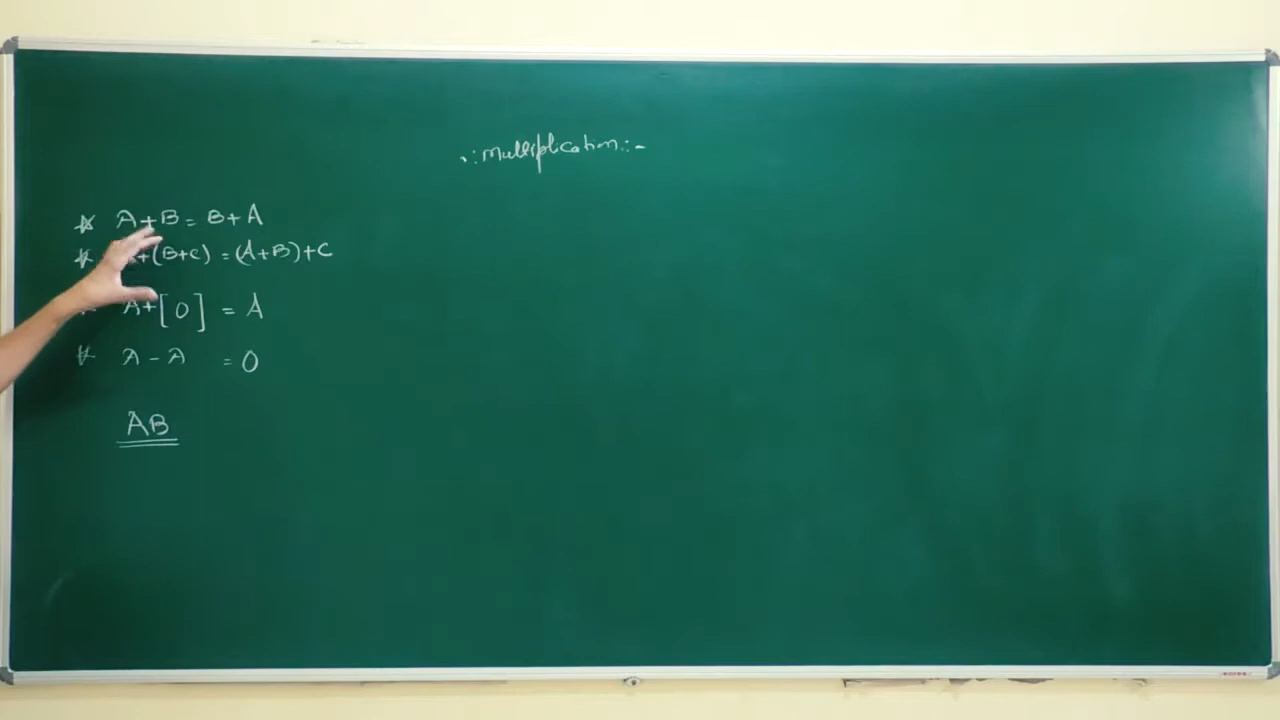 .: multiplication :-
* A + B = B + A
* A + (B + C) = (A + B) + C
* A + [ 0 ] = A
* A - A = 0
AB